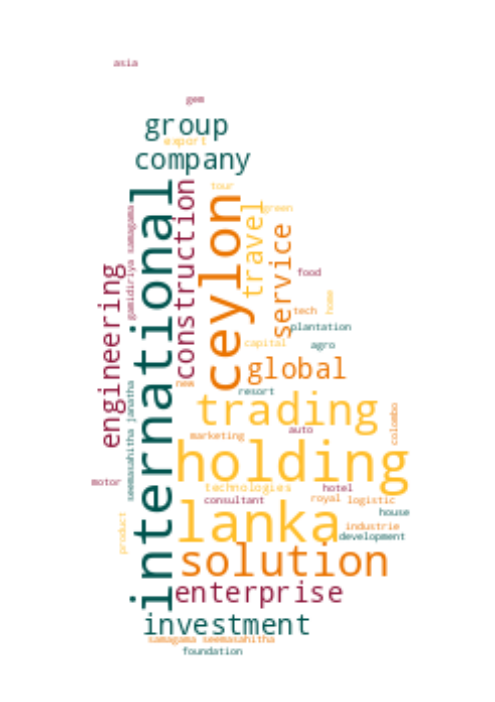 asia
gem
group
export
company
tour
international
construction
ceylon
travel
green
service
gamidiriya samagama
engineering
food
home
tech
plantation
capital
agro
global
new
resort
seemasahitha janatha
trading
colombo
auto
marketing
holding
motor
technologies
hotel
consultant
royal
logistic
lanka
house
product
industrie
development
solution
enterprise
investment
samagama seemasahitha
foundation